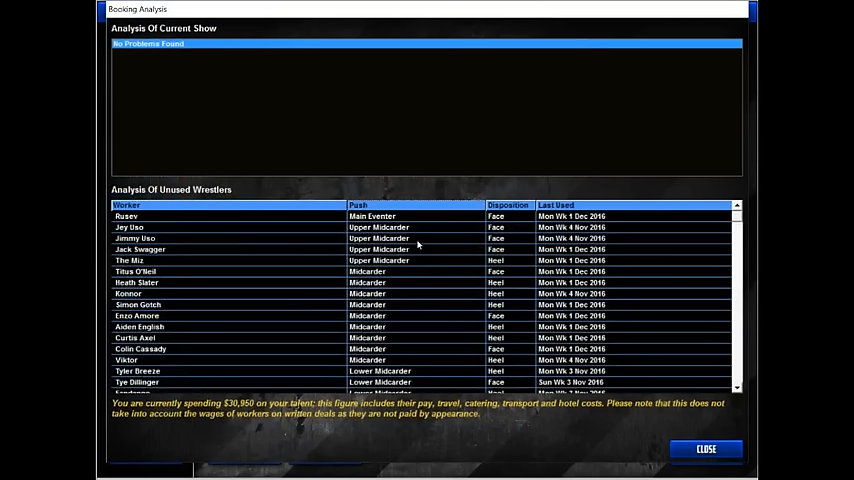 Booking Analysis
Analysis Of Current Show
No Problems Found
Analysis Of Unused Wrestlers
Worker Push Disposition Last Used
Rusev Main Eventer Face Mon Wk 1 Dec 2016
Jey Uso Upper Midcarder Face Mon Wk 4 Nov 2016
Jimmy Uso Upper Midcarder Face Mon Wk 4 Nov 2016
Jack Swagger Upper Midcarder Face Mon Wk 1 Dec 2016
The Miz Upper Midcarder Heel Mon Wk 1 Dec 2016
Titus O'Neil Midcarder Face Mon Wk 1 Dec 2016
Heath Slater Midcarder Heel Mon Wk 1 Dec 2016
Konnor Midcarder Heel Mon Wk 4 Nov 2016
Simon Gotch Midcarder Heel Mon Wk 1 Dec 2016
Enzo Amore Midcarder Face Mon Wk 1 Dec 2016
Aiden English Midcarder Heel Mon Wk 1 Dec 2016
Curtis Axel Midcarder Heel Mon Wk 1 Dec 2016
Colin Cassady Midcarder Face Mon Wk 1 Dec 2016
Viktor Midcarder Heel Mon Wk 4 Nov 2016
Tyler Breeze Lower Midcarder Heel Mon Wk 3 Nov 2016
Tye Dillinger Lower Midcarder Face Sun Wk 3 Nov 2016
You are currently spending $30,950 on your talent; this figure includes their pay, travel, catering, transport and hotel costs. Please note that this does not
take into account the wages of workers on written deals as they are not paid by appearance.
CLOSE